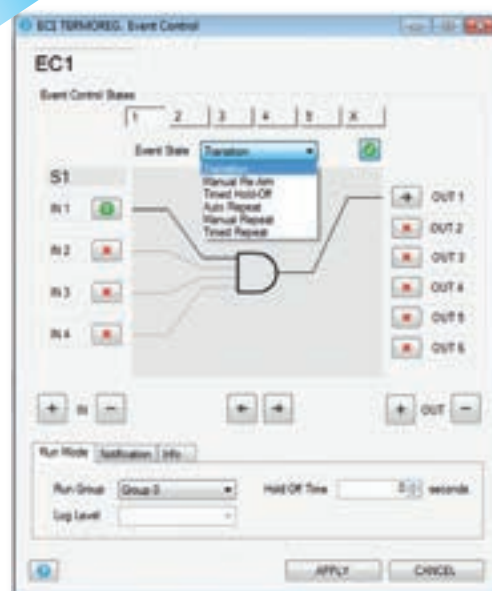 EC1 TERMOREG. Event Control
EC1
Event Control States
1 2 3 4 5 X
Event State Transition
Transition
Manual Re-Arm
Timed Hold-Off
Auto Repeat
Manual Repeat
Timed Repeat
S1
IN 1
IN 2
IN 3
IN 4
OUT 1
OUT 2
OUT 3
OUT 4
OUT 5
OUT 6
+ IN −
+ OUT −
Run Mode Notification Info
Run Group Group 0 Hold Off Time 0 seconds
Log Level
APPLY CANCEL